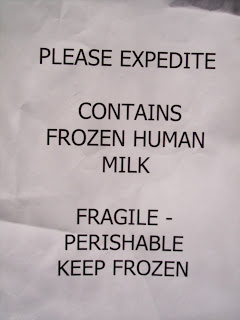 PLEASE EXPEDITE
CONTAINS
FROZEN HUMAN
MILK
FRAGILE -
PERISHABLE
KEEP FROZEN